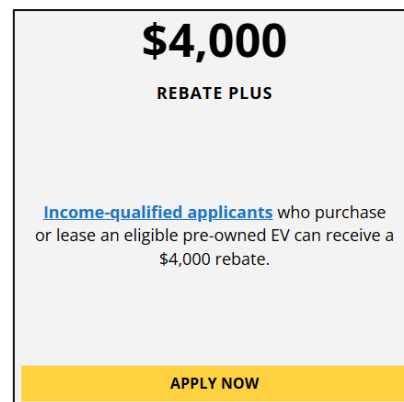 $4,000
REBATE PLUS
Income-qualified applicants who purchase
or lease an eligible pre-owned EV can receive a
$4,000 rebate.
APPLY NOW